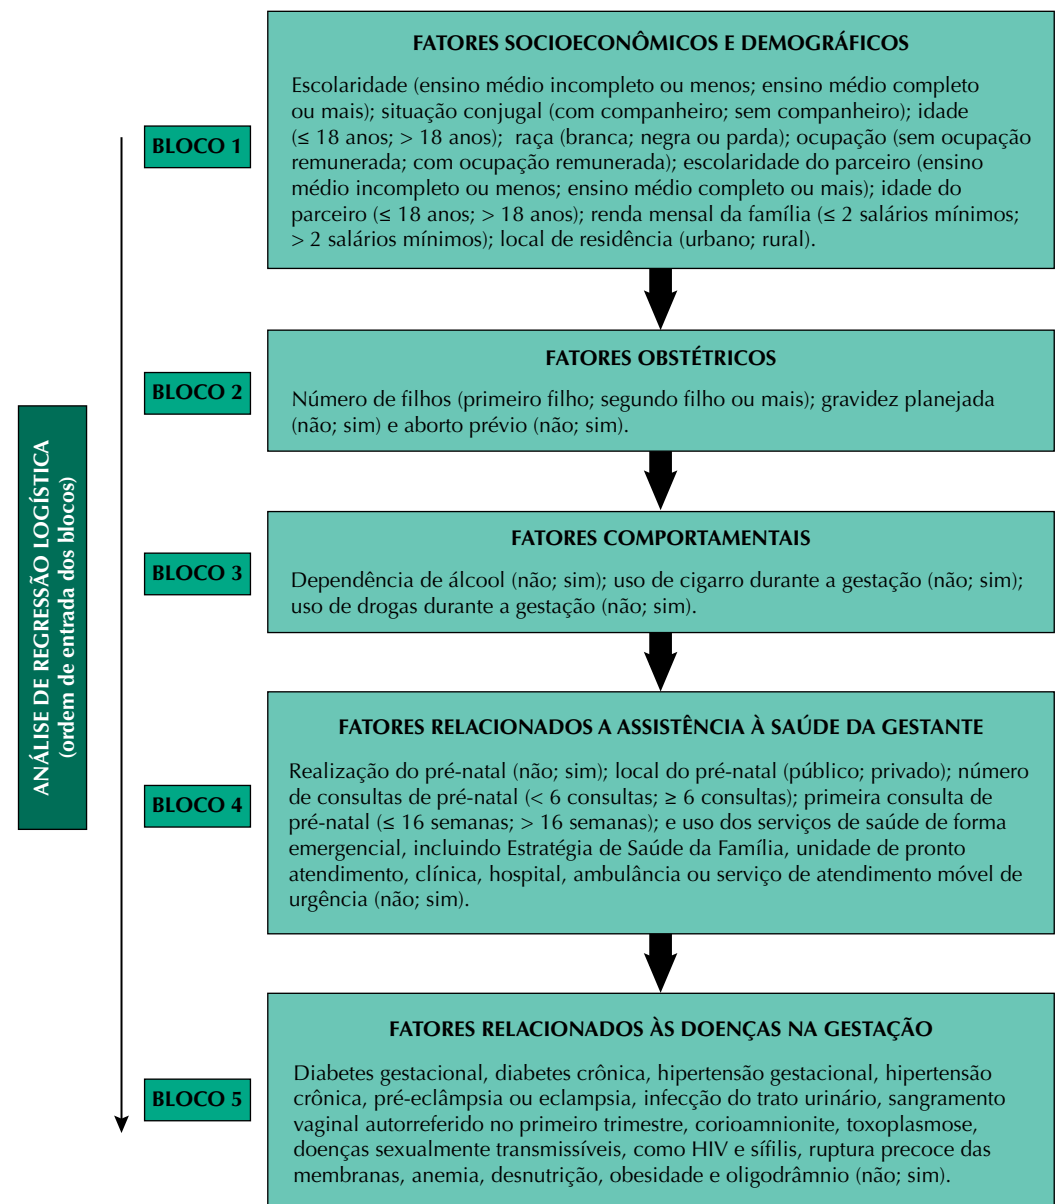 ANÁLISE DE REGRESSÃO LOGÍSTICA
(ordem de entrada dos blocos)
BLOCO 1
FATORES SOCIOECONÔMICOS E DEMOGRÁFICOS
Escolaridade (ensino médio incompleto ou menos; ensino médio completo
ou mais); situação conjugal (com companheiro; sem companheiro); idade
(≤ 18 anos; > 18 anos); raça (branca; negra ou parda); ocupação (sem ocupação
remunerada; com ocupação remunerada); escolaridade do parceiro (ensino
médio incompleto ou menos; ensino médio completo ou mais); idade do
parceiro (≤ 18 anos; > 18 anos); renda mensal da família (≤ 2 salários mínimos;
> 2 salários mínimos); local de residência (urbano; rural).
BLOCO 2
FATORES OBSTÉTRICOS
Número de filhos (primeiro filho; segundo filho ou mais); gravidez planejada
(não; sim) e aborto prévio (não; sim).
BLOCO 3
FATORES COMPORTAMENTAIS
Dependência de álcool (não; sim); uso de cigarro durante a gestação (não; sim);
uso de drogas durante a gestação (não; sim).
BLOCO 4
FATORES RELACIONADOS A ASSISTÊNCIA À SAÚDE DA GESTANTE
Realização do pré-natal (não; sim); local do pré-natal (público; privado); número
de consultas de pré-natal (< 6 consultas; ≥ 6 consultas); primeira consulta de
pré-natal (≤ 16 semanas; > 16 semanas); e uso dos serviços de saúde de forma
emergencial, incluindo Estratégia de Saúde da Família, unidade de pronto
atendimento, clínica, hospital, ambulância ou serviço de atendimento móvel de
urgência (não; sim).
BLOCO 5
FATORES RELACIONADOS ÀS DOENÇAS NA GESTAÇÃO
Diabetes gestacional, diabetes crônica, hipertensão gestacional, hipertensão
crônica, pré-eclâmpsia ou eclampsia, infecção do trato urinário, sangramento
vaginal autorreferido no primeiro trimestre, corioamnionite, toxoplasmose,
doenças sexualmente transmissíveis, como HIV e sífilis, ruptura precoce das
membranas, anemia, desnutrição, obesidade e oligodrâmnio (não; sim).